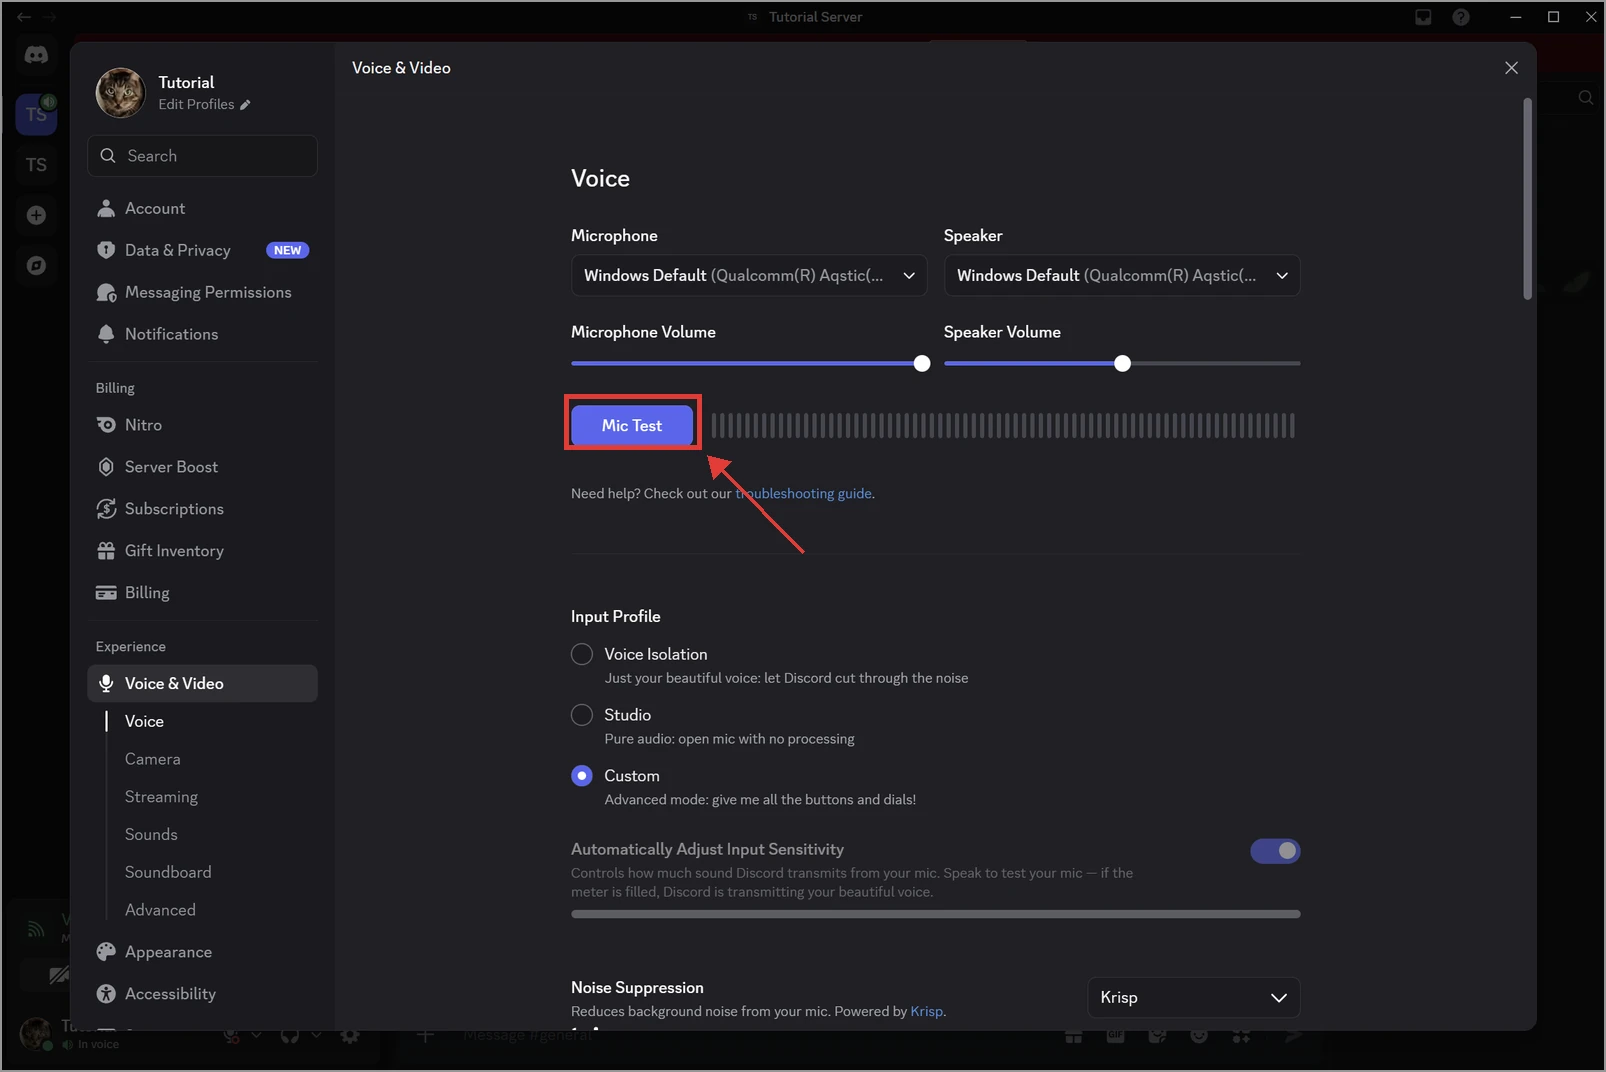 TS Tutorial Server
Tutorial
Edit Profiles
TS
TS
Search
Account
Data & Privacy NEW
Messaging Permissions
Notifications
Billing
Nitro
Server Boost
Subscriptions
Gift Inventory
Billing
Experience
Voice & Video
Voice
Camera
Streaming
Sounds
Soundboard
Advanced
Appearance
Accessibility
In voice
Voice & Video
Voice
Microphone Speaker
Windows Default (Qualcomm(R) Aqstic(... Windows Default (Qualcomm(R) Aqstic(...
Microphone Volume Speaker Volume
Mic Test
Need help? Check out our troubleshooting guide.
Input Profile
Voice Isolation
Just your beautiful voice: let Discord cut through the noise
Studio
Pure audio: open mic with no processing
Custom
Advanced mode: give me all the buttons and dials!
Automatically Adjust Input Sensitivity
Controls how much sound Discord transmits from your mic. Speak to test your mic — if the
meter is filled, Discord is transmitting your beautiful voice.
Noise Suppression
Krisp
Reduces background noise from your mic. Powered by Krisp.
Message #general